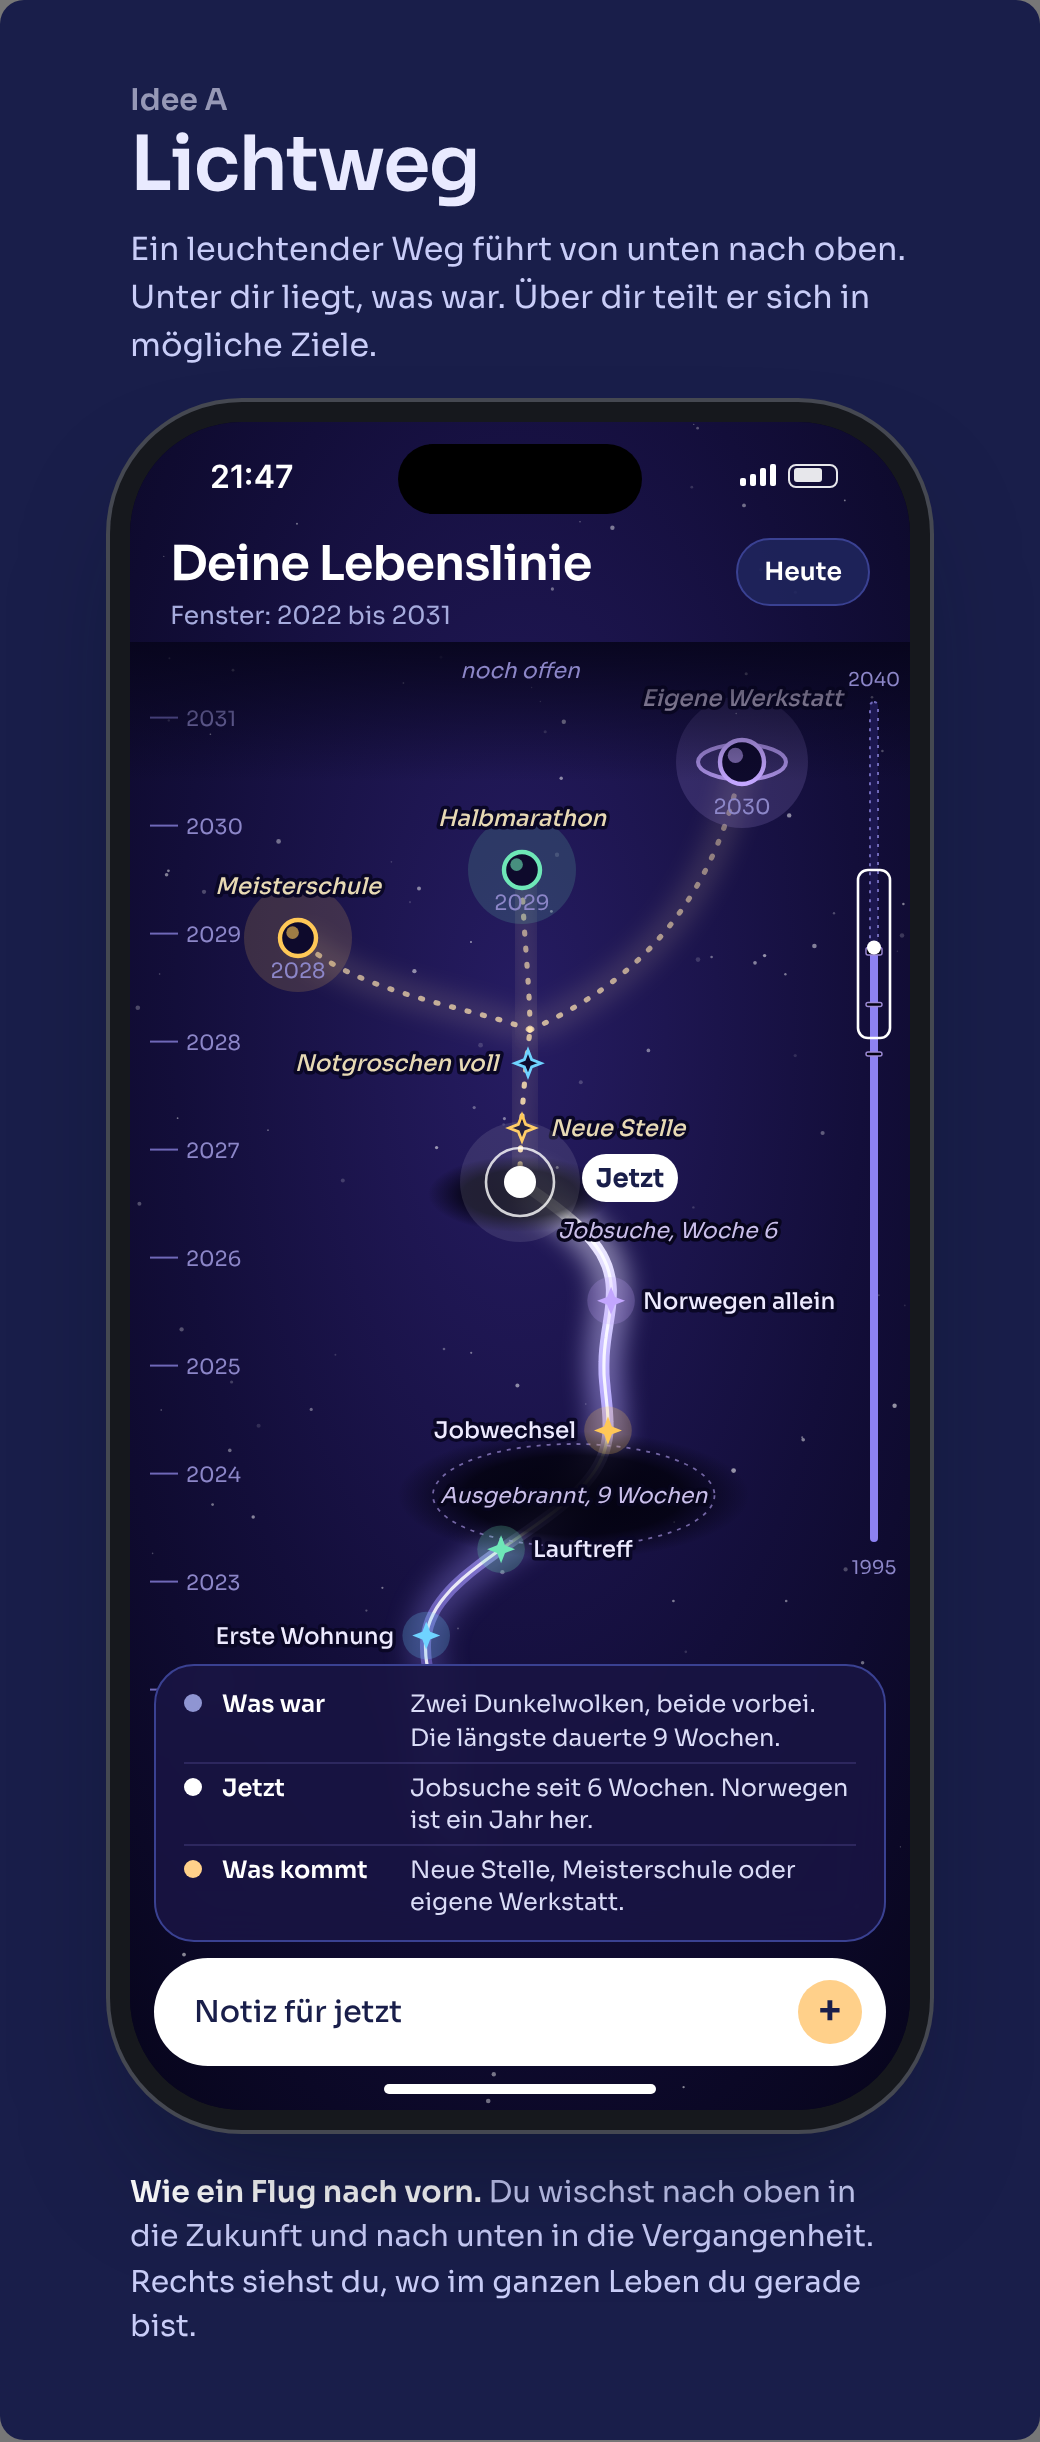 Idee A
Lichtweg
Ein leuchtender Weg führt von unten nach oben.
Unter dir liegt, was war. Über dir teilt er sich in
mögliche Ziele.
21:47
Deine Lebenslinie
Heute
Fenster: 2022 bis 2031
noch offen
2040
Eigene Werkstatt
2031
2030
Halbmarathon
2030
Meisterschule
2029
2029
2028
2028
Notgroschen voll
Neue Stelle
2027
Jetzt
Jobsuche, Woche 6
2026
Norwegen allein
2025
Jobwechsel
2024
Ausgebrannt, 9 Wochen
Lauftreff
1995
2023
Erste Wohnung
Was war
Zwei Dunkelwolken, beide vorbei.
Die längste dauerte 9 Wochen.
Jetzt
Jobsuche seit 6 Wochen. Norwegen
ist ein Jahr her.
Was kommt
Neue Stelle, Meisterschule oder
eigene Werkstatt.
Notiz für jetzt
+
Wie ein Flug nach vorn. Du wischst nach oben in
die Zukunft und nach unten in die Vergangenheit.
Rechts siehst du, wo im ganzen Leben du gerade
bist.